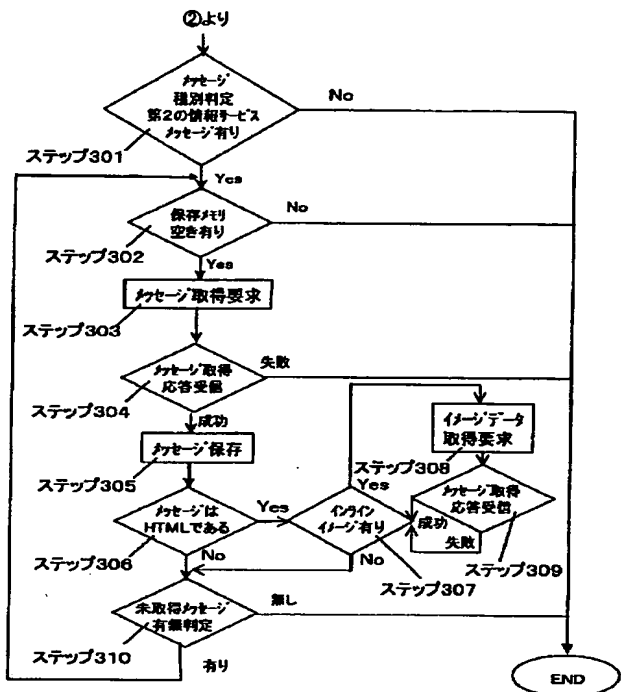 ②より
メッセージ
種別判定
第2の情報サービス
メッセージ有り
No
ステップ301
Yes
保存メモリ
空き有り
No
ステップ302
Yes
メッセージ取得要求
ステップ303
メッセージ取得
応答受信
失敗
ステップ304
成功
イメージデータ
取得要求
メッセージ保存
ステップ308
ステップ305
Yes
メッセージ取得
応答受信
メッセージは
HTMLである
Yes
インライン
イメージ有り
成功
失敗
ステップ306
No
No
ステップ309
ステップ307
未取得メッセージ
有無判定
無し
ステップ310
有り
END